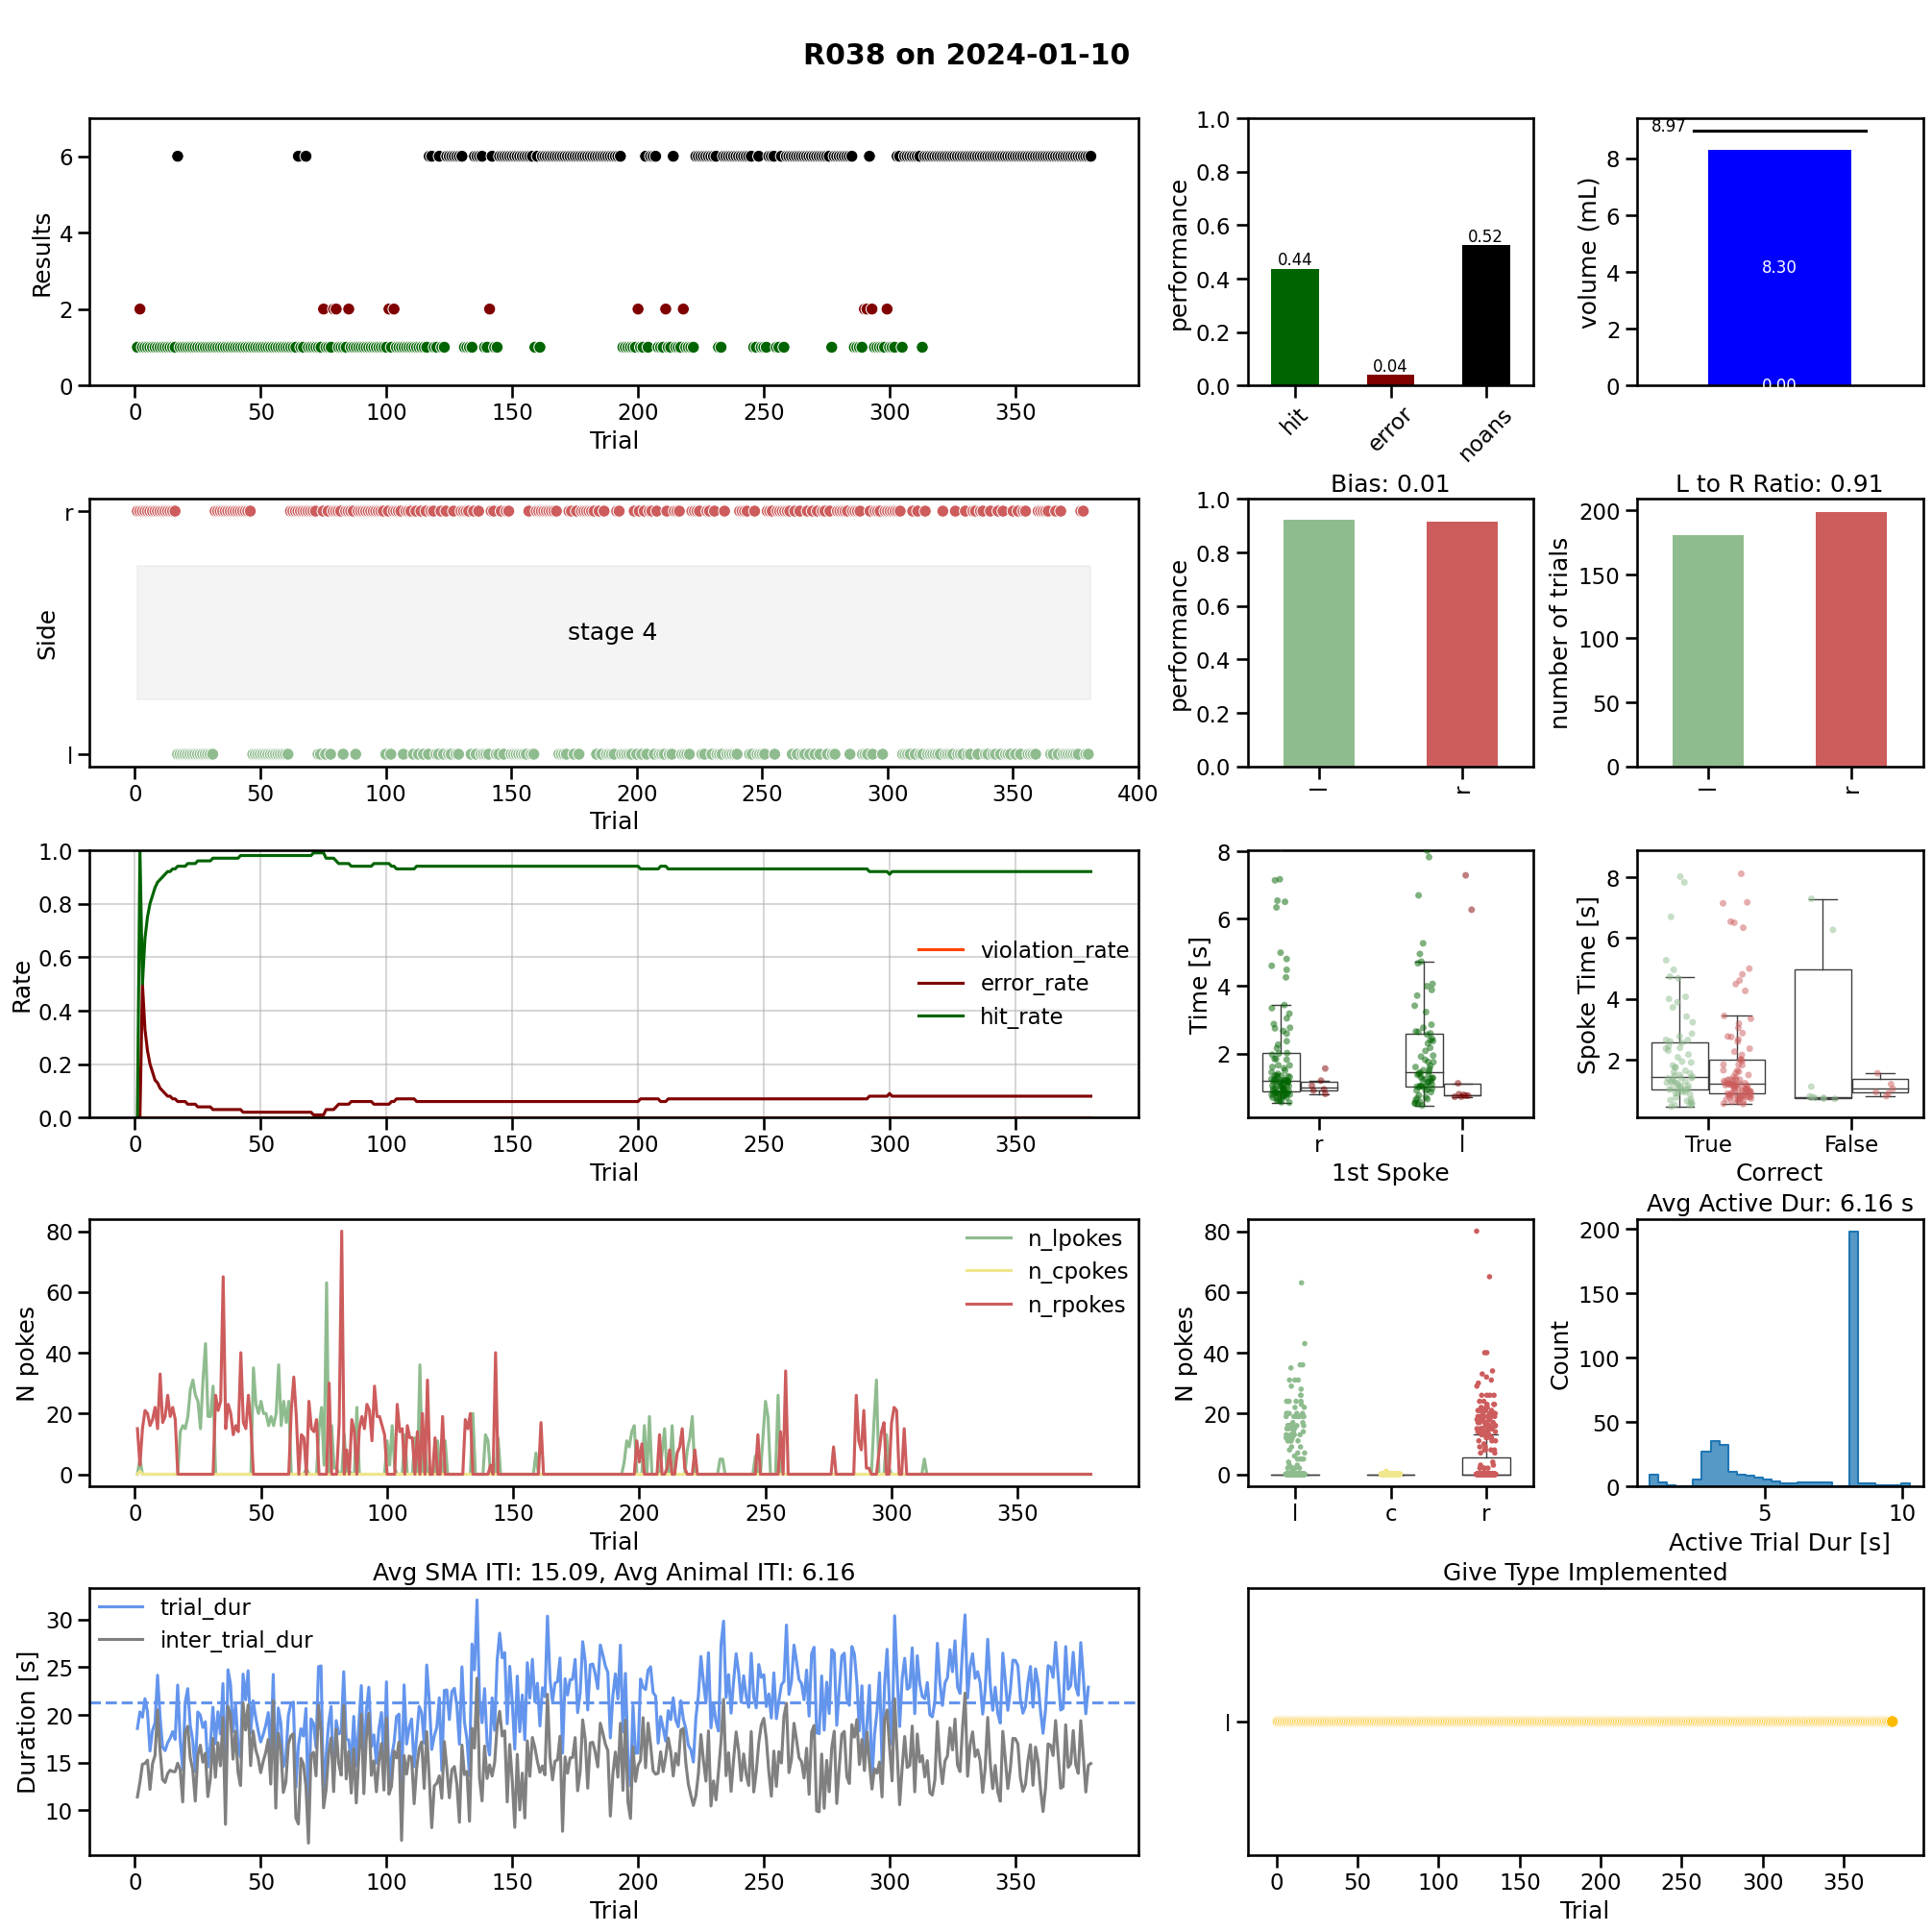 R038 on 2024-01-10
Results
6
4
2
0
0 50 100 150 200 250 300 350
Trial
performance
1.0
0.8
0.6
0.4
0.2
0.0
0.44
0.04
0.52
hit error noans
volume (mL)
8
6
4
2
0
8.97
8.30
0.00
Side
r
l
stage 4
0 50 100 150 200 250 300 350 400
Trial
Bias: 0.01
performance
1.0
0.8
0.6
0.4
0.2
0.0
l r
L to R Ratio: 0.91
number of trials
200
150
100
50
0
l r
Rate
1.0
0.8
0.6
0.4
0.2
0.0
violation_rate
error_rate
hit_rate
0 50 100 150 200 250 300 350
Trial
Time [s]
8
6
4
2
r l
1st Spoke
Spoke Time [s]
8
6
4
2
True False
Correct
N pokes
80
60
40
20
0
n_lpokes
n_cpokes
n_rpokes
0 50 100 150 200 250 300 350
Trial
N pokes
80
60
40
20
0
l c r
Avg Active Dur: 6.16 s
Count
200
150
100
50
0
5 10
Active Trial Dur [s]
Avg SMA ITI: 15.09, Avg Animal ITI: 6.16
Duration [s]
30
25
20
15
10
trial_dur
inter_trial_dur
0 50 100 150 200 250 300 350
Trial
Give Type Implemented
l
0 50 100 150 200 250 300 350
Trial